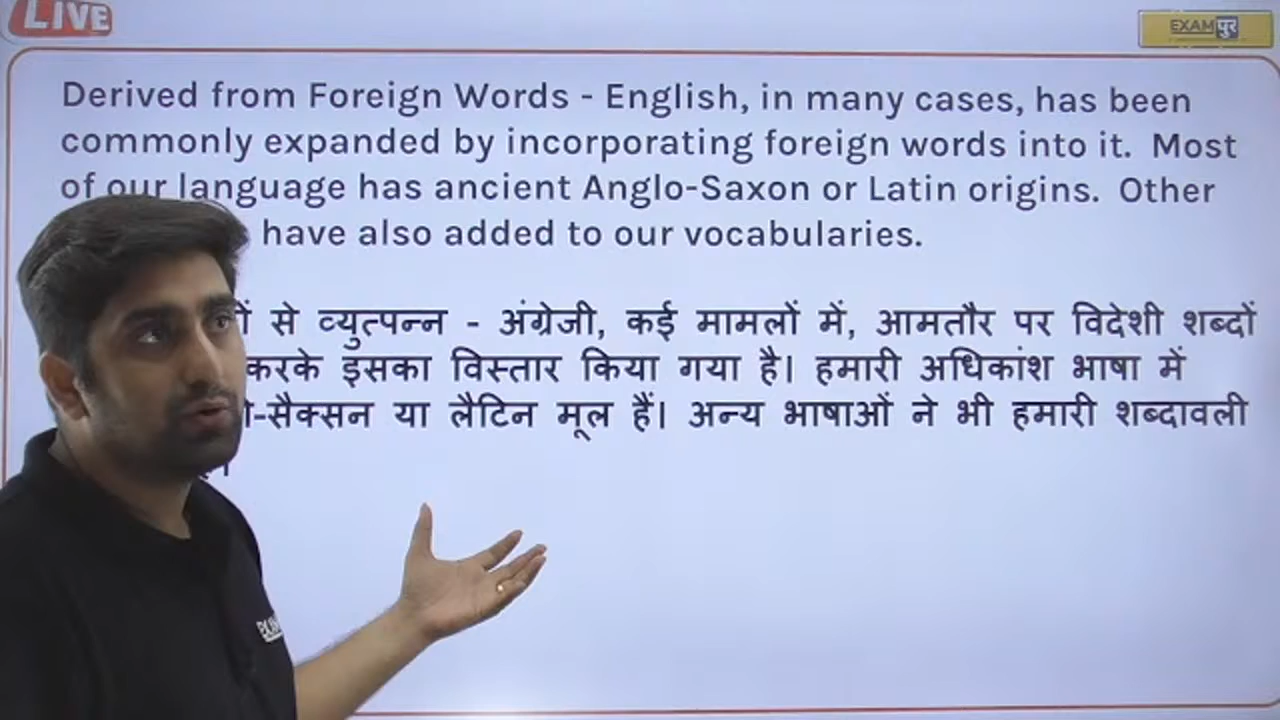 LIVE
EXAMपुर
Derived from Foreign Words - English, in many cases, has been
commonly expanded by incorporating foreign words into it. Most
of our language has ancient Anglo-Saxon or Latin origins. Other
have also added to our vocabularies.
से व्युत्पन्न - अंग्रेजी, कई मामलों में, आमतौर पर विदेशी शब्दों
करके इसका विस्तार किया गया है। हमारी अधिकांश भाषा में
-सैक्सन या लैटिन मूल हैं। अन्य भाषाओं ने भी हमारी शब्दावली